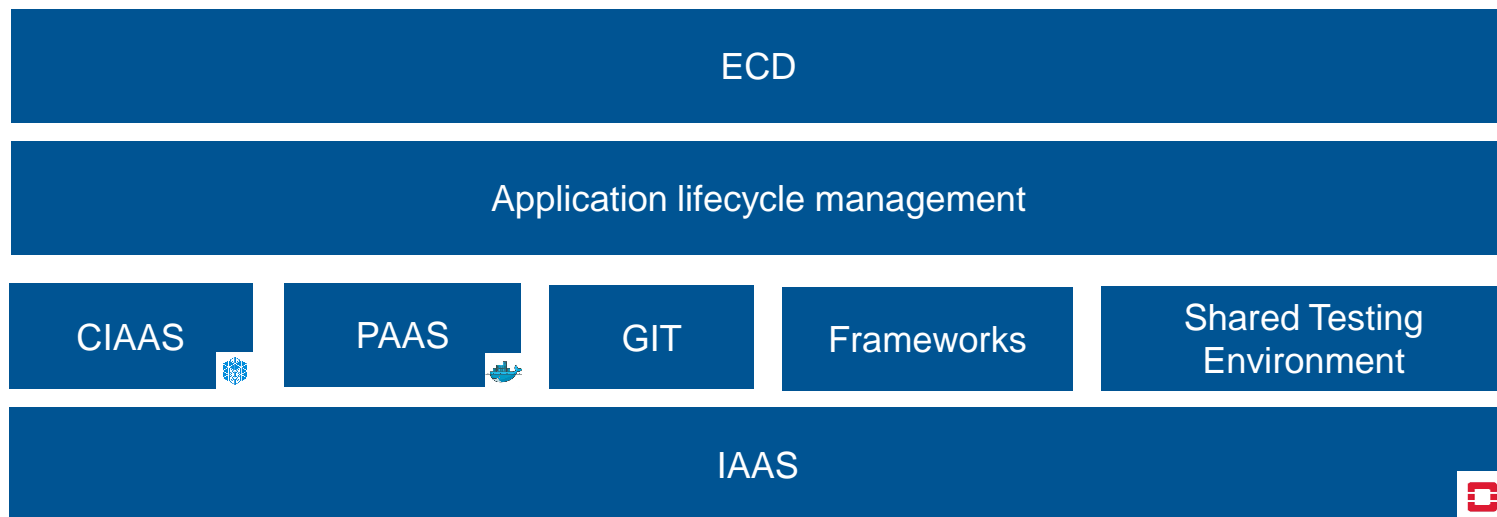 ECD
Application lifecycle management
CIAAS
PAAS
GIT
Frameworks
Shared Testing
Environment
IAAS